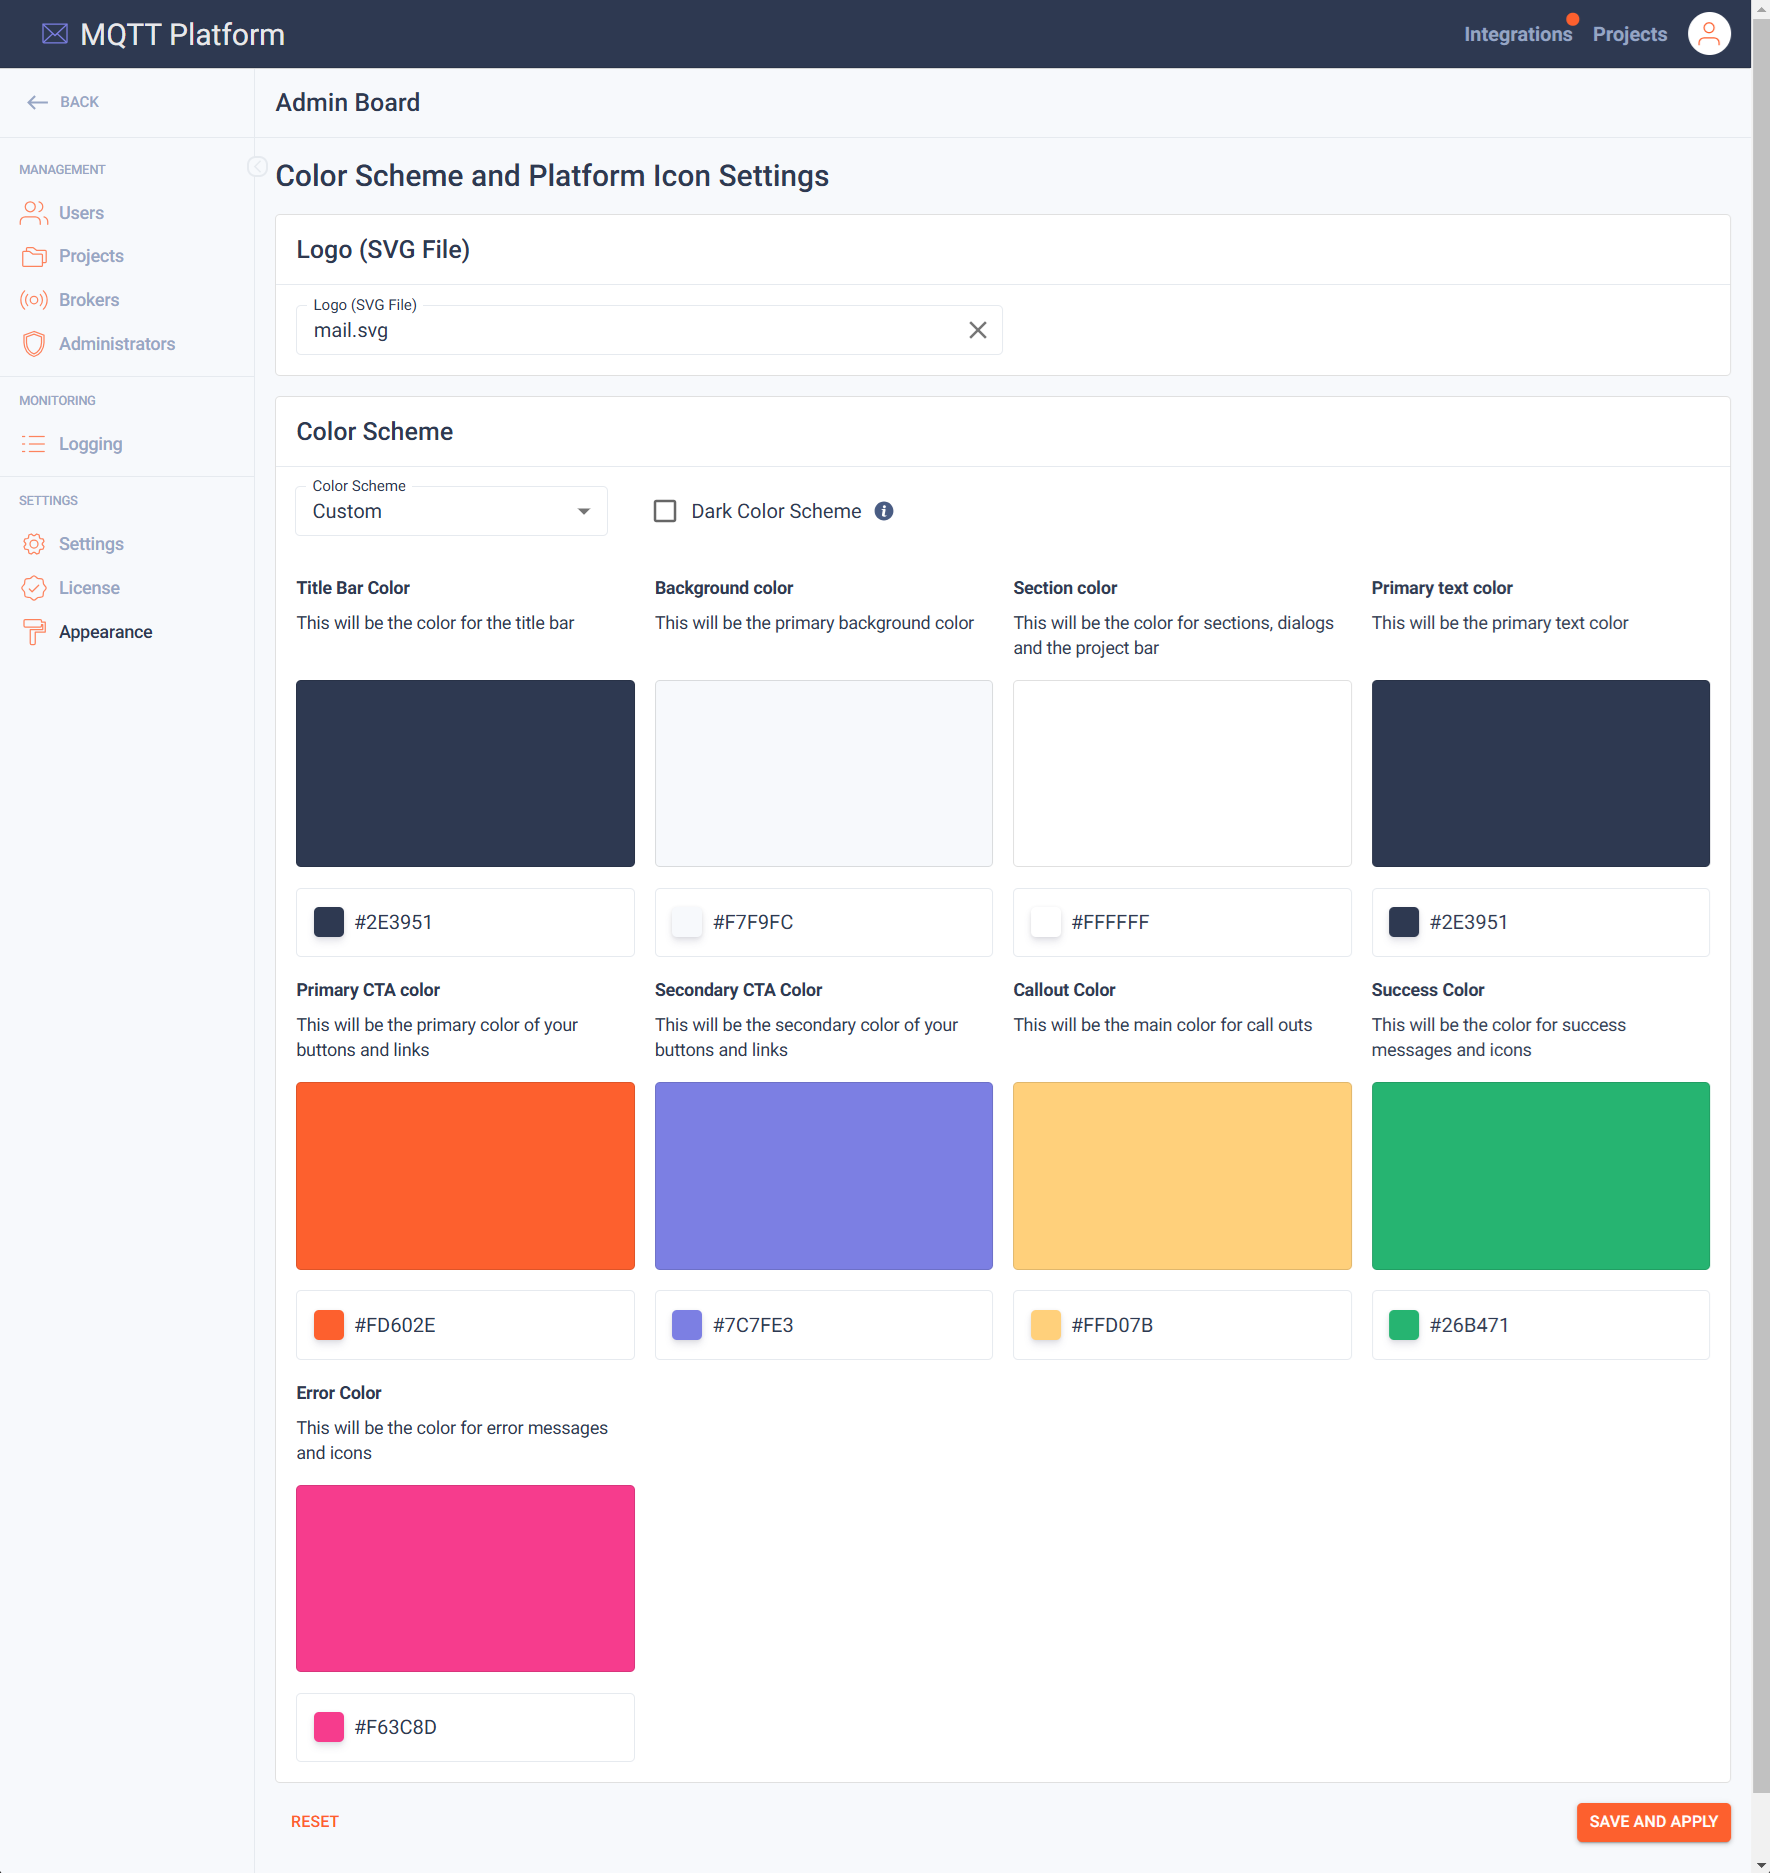 MQTT Platform
Integrations
Projects
BACK
Admin Board
MANAGEMENT
Users
Projects
Brokers
Administrators
MONITORING
Logging
SETTINGS
Settings
License
Appearance
Color Scheme and Platform Icon Settings
Logo (SVG File)
Logo (SVG File)
mail.svg
Color Scheme
Color Scheme
Custom
Dark Color Scheme
Title Bar Color
This will be the color for the title bar
Background color
This will be the primary background color
Section color
This will be the color for sections, dialogs
and the project bar
Primary text color
This will be the primary text color
#2E3951
#F7F9FC
#FFFFFF
#2E3951
Primary CTA color
This will be the primary color of your
buttons and links
Secondary CTA Color
This will be the secondary color of your
buttons and links
Callout Color
This will be the main color for call outs
Success Color
This will be the color for success
messages and icons
#FD602E
#7C7FE3
#FFD07B
#26B471
Error Color
This will be the color for error messages
and icons
#F63C8D
RESET
SAVE AND APPLY